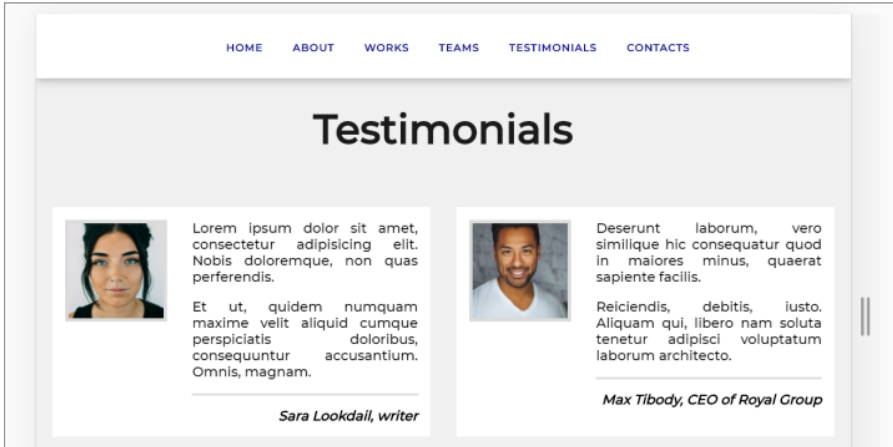 HOME ABOUT WORKS TEAMS TESTIMONIALS CONTACTS
Testimonials
Lorem ipsum dolor sit amet,
consectetur adipisicing elit.
Nobis doloremque, non quas
perferendis.
Et ut, quidem numquam
maxime velit aliquid cumque
perspiciatis doloribus,
consequuntur accusantium.
Omnis, magnam.
Sara Lookdail, writer
Deserunt laborum, vero
similique hic consequatur quod
in maiores minus, quaerat
sapiente facilis.
Reiciendis, debitis, iusto.
Aliquam qui, libero nam soluta
tenetur adipisci voluptatum
laborum architecto.
Max Tibody, CEO of Royal Group